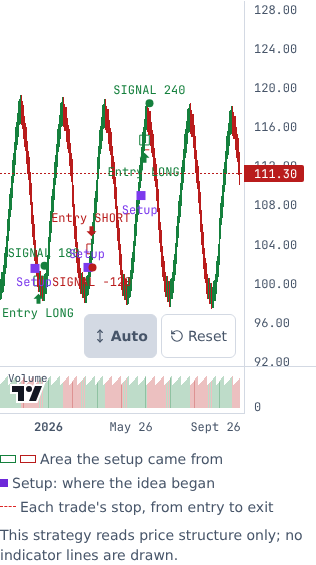 128.00
124.00
120.00
SIGNAL 240
116.00
112.00
Entry LONG
111.30
108.00
Setup
Entry SHORT
104.00
SIGNAL 18
Setup
100.00
Setup
SIGNAL -12
Entry LONG
96.00
Auto
Reset
92.00
Volume
0
2026 May 26 Sept 26
Area the setup came from
Setup: where the idea began
Each trade's stop, from entry to exit
This strategy reads price structure only; no
indicator lines are drawn.